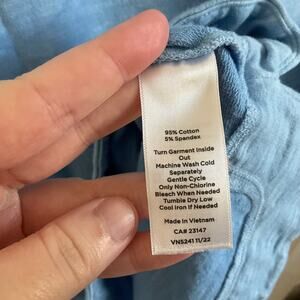 95% Cotton
5% Spandex
Turn Garment Inside
Out
Machine Wash Cold
Separately
Gentle Cycle
Only Non-Chlorine
Bleach When Needed
Tumble Dry Low
Cool Iron If Needed
Made In Vietnam
CA# 23147
VN5241 11/22